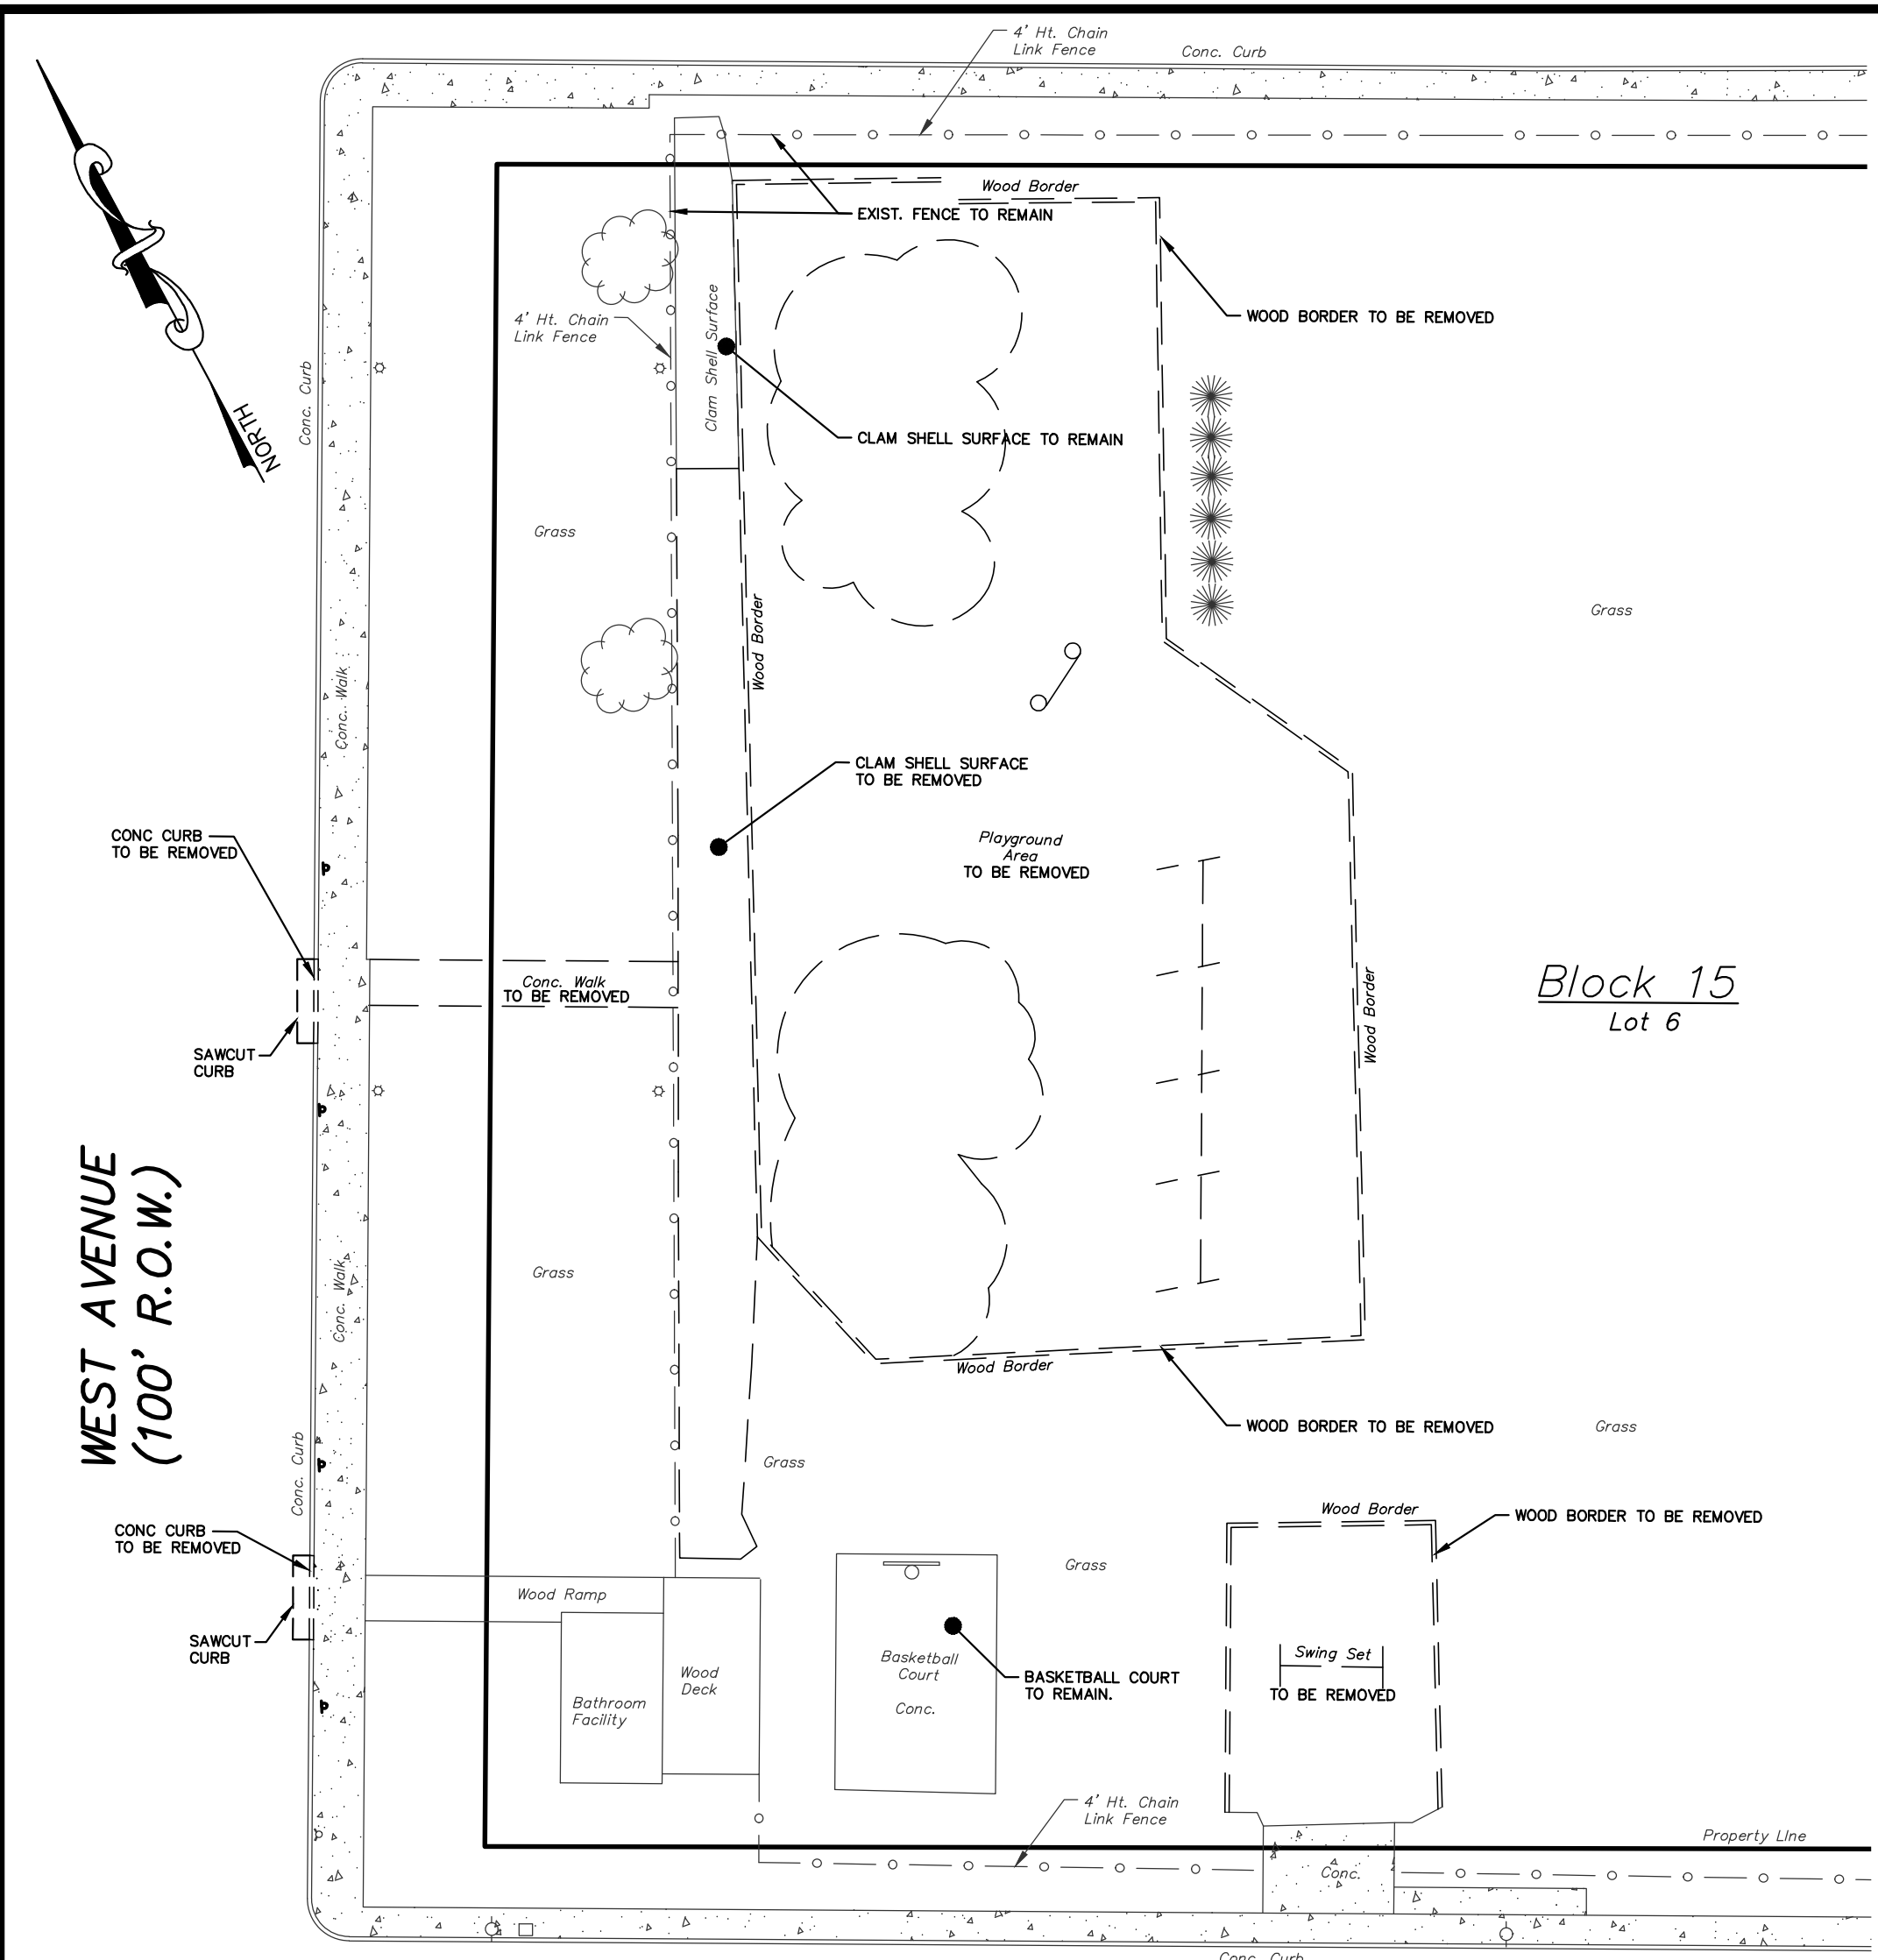 4' Ht. Chain
Link Fence
Conc. Curb
Wood Border
EXIST. FENCE TO REMAIN
WOOD BORDER TO BE REMOVED
4' Ht. Chain
Link Fence
Clam Shell Surface
Conc. Curb
NORTH
CLAM SHELL SURFACE TO REMAIN
Grass
Grass
Wood Border
Conc. Walk
CLAM SHELL SURFACE
TO BE REMOVED
CONC CURB
TO BE REMOVED
Playground
Area
TO BE REMOVED
Conc. Walk
TO BE REMOVED
Wood Border
Block 15
Lot 6
SAWCUT
CURB
WEST AVENUE
(100' R.O.W.)
Grass
Conc. Walk
Wood Border
WOOD BORDER TO BE REMOVED
Grass
Conc. Curb
Grass
Wood Border
WOOD BORDER TO BE REMOVED
CONC CURB
TO BE REMOVED
Grass
Wood Ramp
SAWCUT
CURB
Basketball
Court
Conc.
BASKETBALL COURT
TO REMAIN.
Swing Set
TO BE REMOVED
Wood
Deck
Bathroom
Facility
4' Ht. Chain
Link Fence
Property LIne
Conc.
Conc. Curb